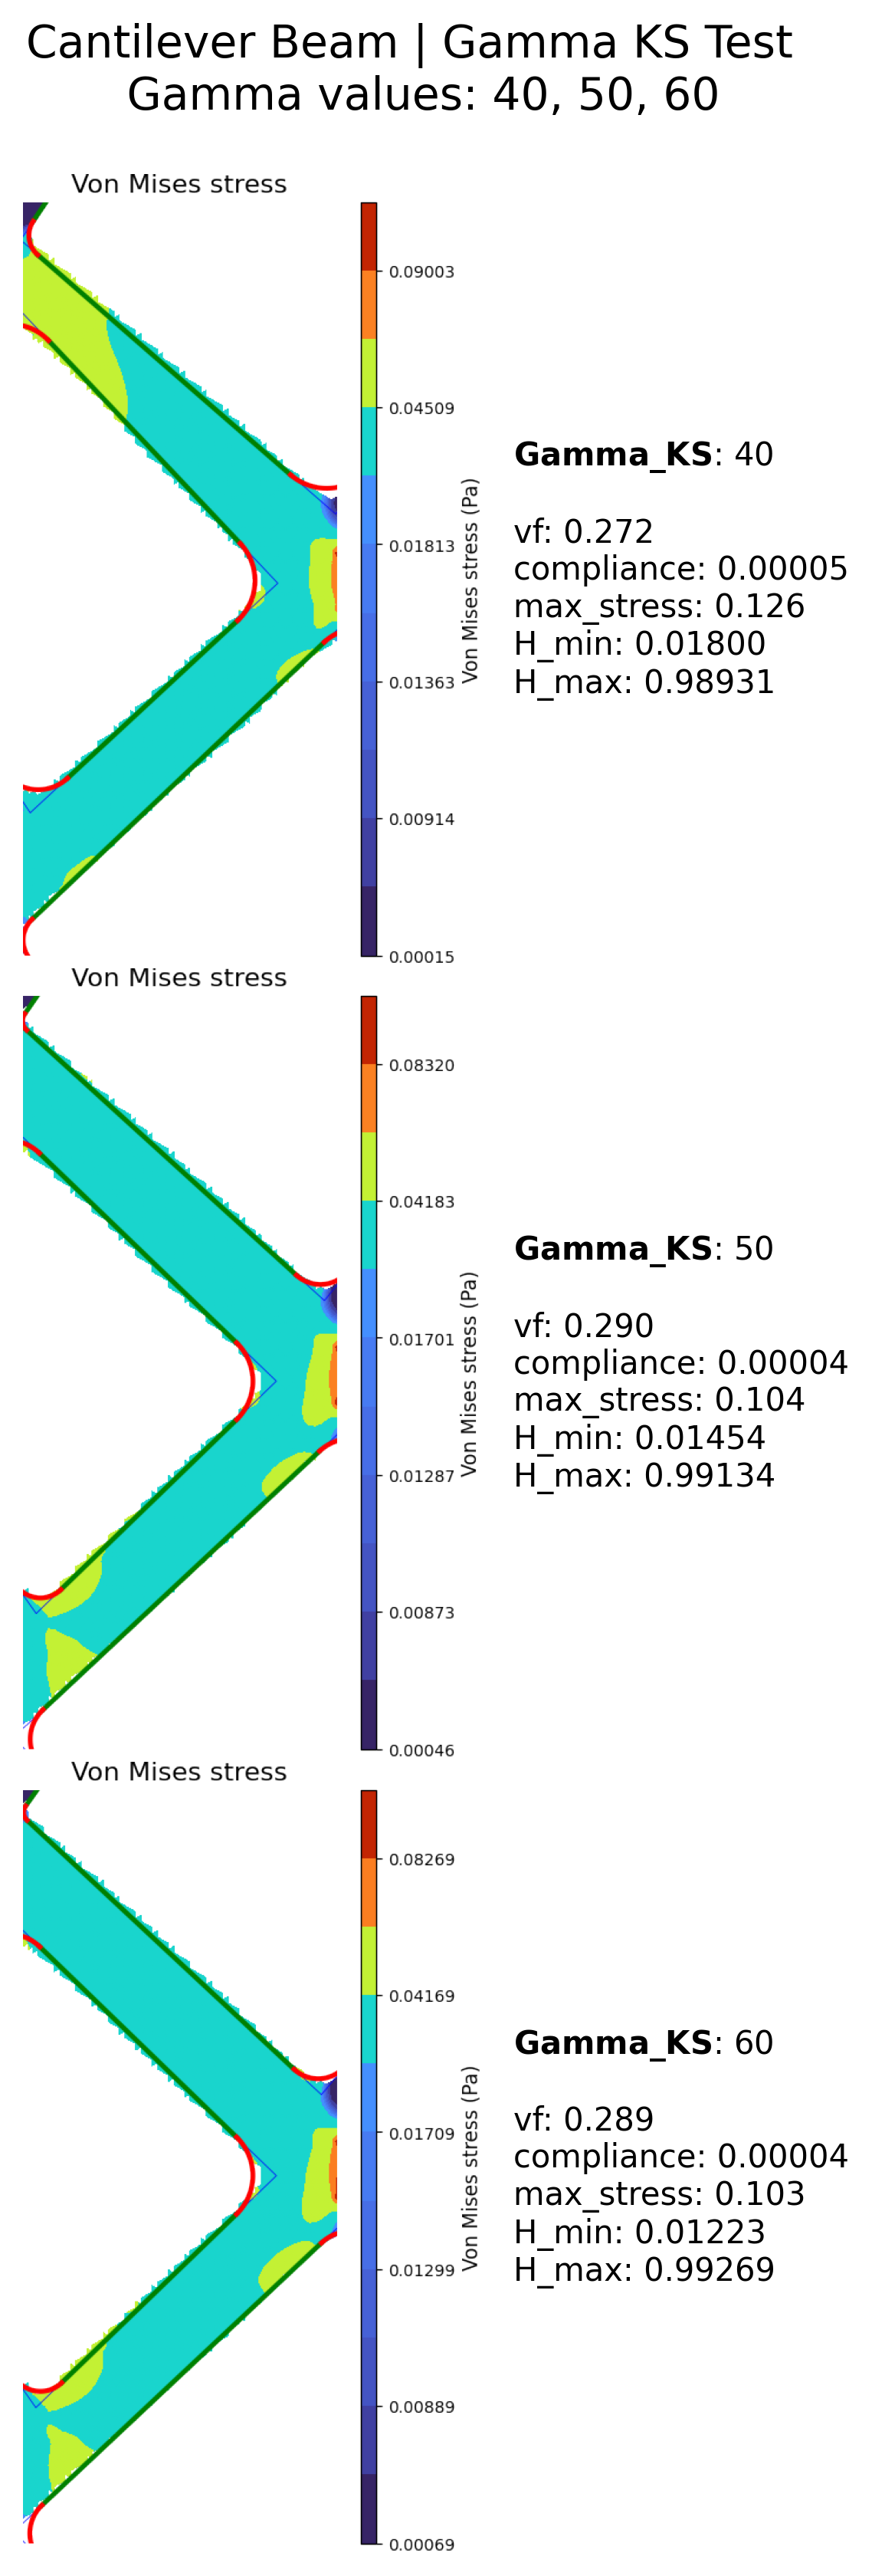 Cantilever Beam | Gamma KS Test
Gamma values: 40, 50, 60
Von Mises stress
0.09003
0.04509
0.01813
0.01363
0.00914
0.00015
Von Mises stress (Pa)
Gamma_KS: 40
vf: 0.272
compliance: 0.00005
max_stress: 0.126
H_min: 0.01800
H_max: 0.98931
Von Mises stress
0.08320
0.04183
0.01701
0.01287
0.00873
0.00046
Von Mises stress (Pa)
Gamma_KS: 50
vf: 0.290
compliance: 0.00004
max_stress: 0.104
H_min: 0.01454
H_max: 0.99134
Von Mises stress
0.08269
0.04169
0.01709
0.01299
0.00889
0.00069
Von Mises stress (Pa)
Gamma_KS: 60
vf: 0.289
compliance: 0.00004
max_stress: 0.103
H_min: 0.01223
H_max: 0.99269